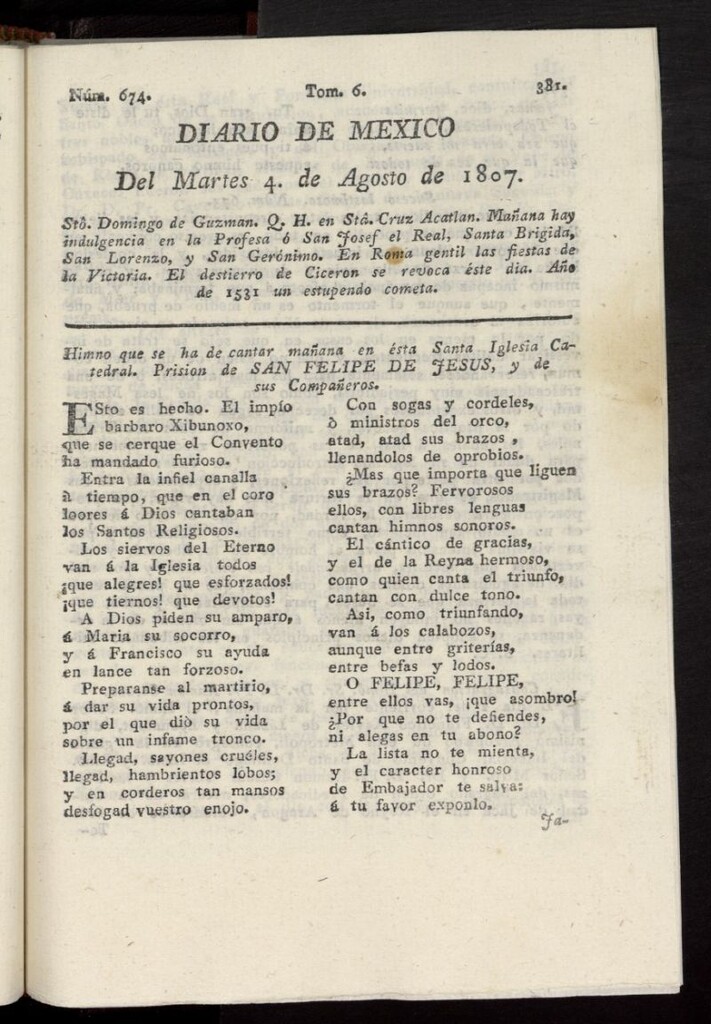 Núm. 674. Tom. 6. 381.
DIARIO DE MEXICO
Del Martes 4. de Agosto de 1807.
Stô. Domingo de Guzman. Q. H. en Stâ. Cruz Acatlan. Mañana hay
indulgencia en la Profesa ó San Josef el Real, Santa Brigida,
San Lorenzo, y San Gerónimo. En Roma gentil las fiestas de
la Victoria. El destierro de Ciceron se revoca éste dia. Año
de 1531 un estupendo cometa.
Himno que se ha de cantar mañana en ésta Santa Iglesia Ca-
tedral. Prision de SAN FELIPE DE JESUS, y de
sus Compañeros.
ESto es hecho. El impío
barbaro Xibunoxo,
que se cerque el Convento
ha mandado furioso.
Entra la infiel canalla
à tiempo, que en el coro
loores á Dios cantaban
los Santos Religiosos.
Los siervos del Eterno
van á la Iglesia todos
¡que alegres! que esforzados!
¡que tiernos! que devotos!
A Dios piden su amparo,
á Maria su socorro,
y á Francisco su ayuda
en lance tan forzoso.
Preparanse al martirio,
á dar su vida prontos,
por el que diò su vida
sobre un infame tronco.
Llegad, sayones cruéles,
llegad, hambrientos lobos;
y en corderos tan mansos
desfogad vuestro enojo.
Con sogas y cordeles,
ò ministros del orco,
atad, atad sus brazos,
llenandolos de oprobios.
¿Mas que importa que liguen
sus brazos? Fervorosos
ellos, con libres lenguas
cantan himnos sonoros.
El cántico de gracias,
y el de la Reyna hermoso,
como quien canta el triunfo,
cantan con dulce tono.
Asi, como triunfando,
van á los calabozos,
aunque entre griterías,
entre befas y lodos.
O FELIPE, FELIPE,
entre ellos vas, ¡que asombro!
¿Por que no te defiendes,
ni alegas en tu abono?
La lista no te mienta,
y el caracter honroso
de Embajador te salva:
á tu favor exponlo.
Ja-